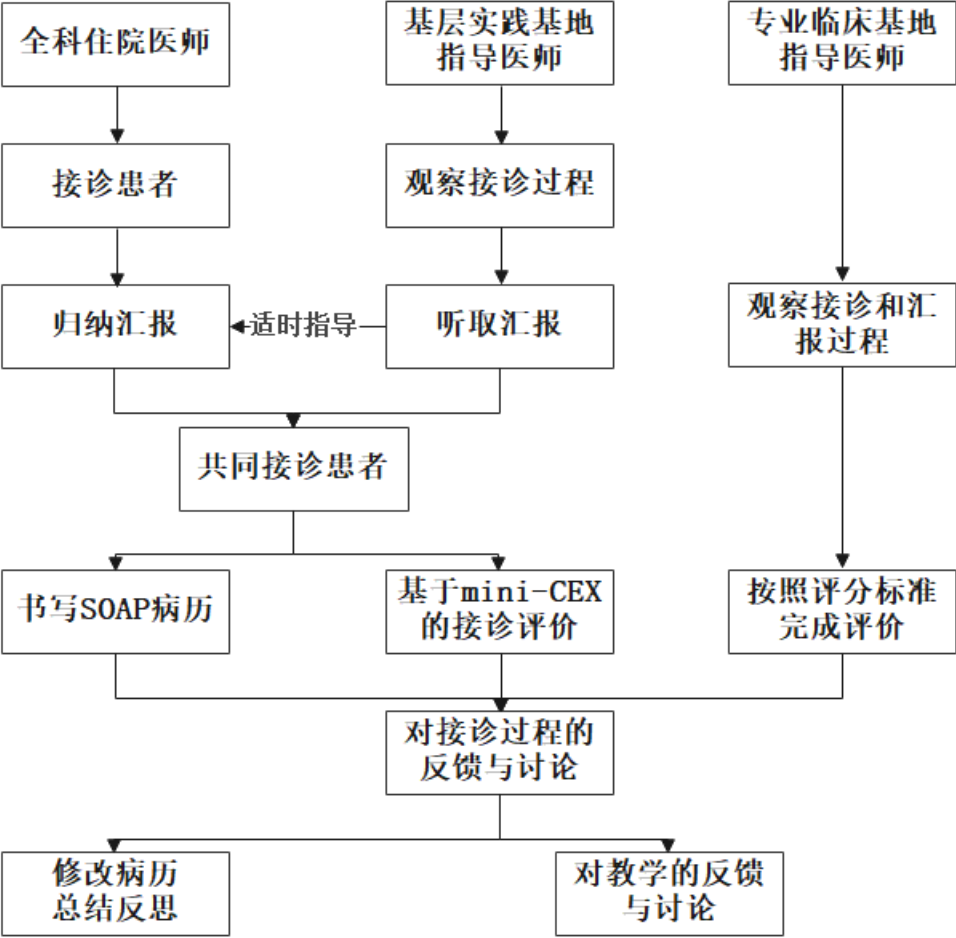 全科住院医师
基层实践基地
指导医师
专业临床基地
指导医师
接诊患者
观察接诊过程
归纳汇报
适时指导
听取汇报
观察接诊和汇
报过程
共同接诊患者
书写SOAP病历
基于mini-CEX
的接诊评价
按照评分标准
完成评价
对接诊过程的
反馈与讨论
修改病历
总结反思
对教学的反馈
与讨论